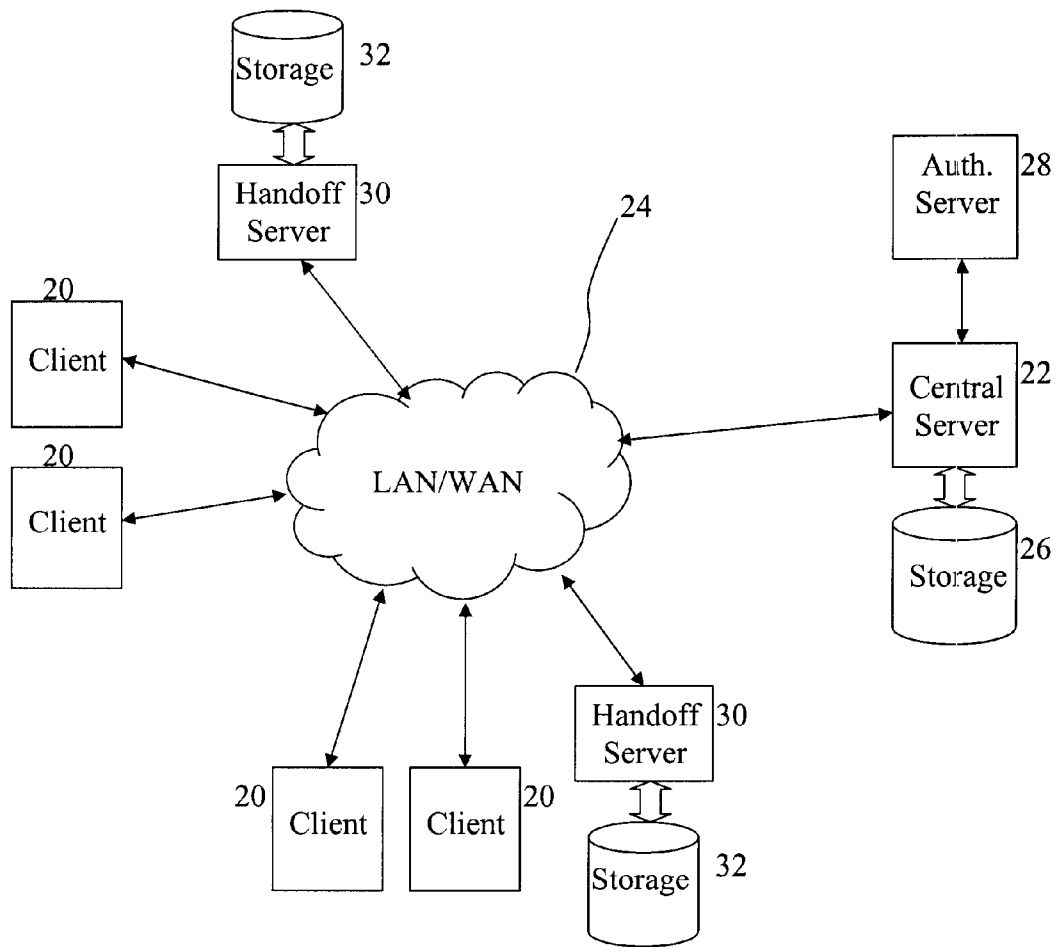 Storage
32
Handoff
Server
30
Auth.
Server
28
24
20
Client
Central
Server
22
20
Client
LAN/WAN
Storage
26
Handoff
Server
30
20
Client
Client
20
Storage
32